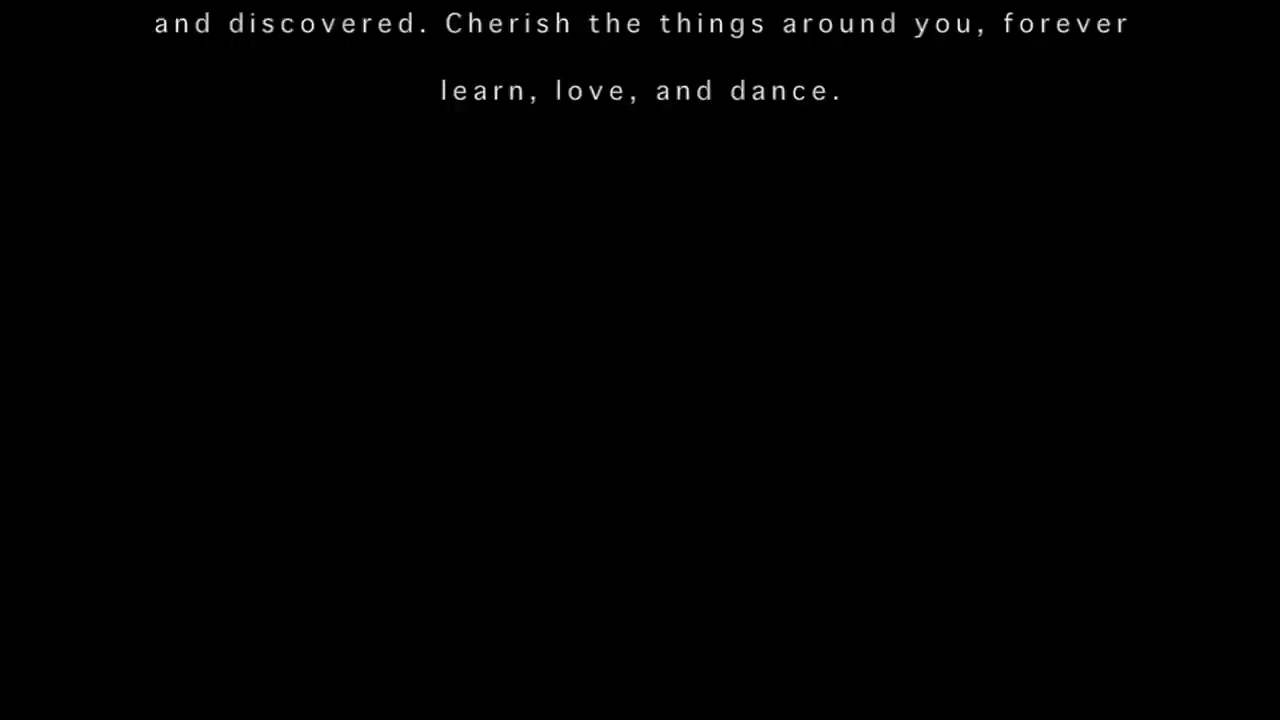 and discovered. Cherish the things around you, forever
learn, love, and dance.